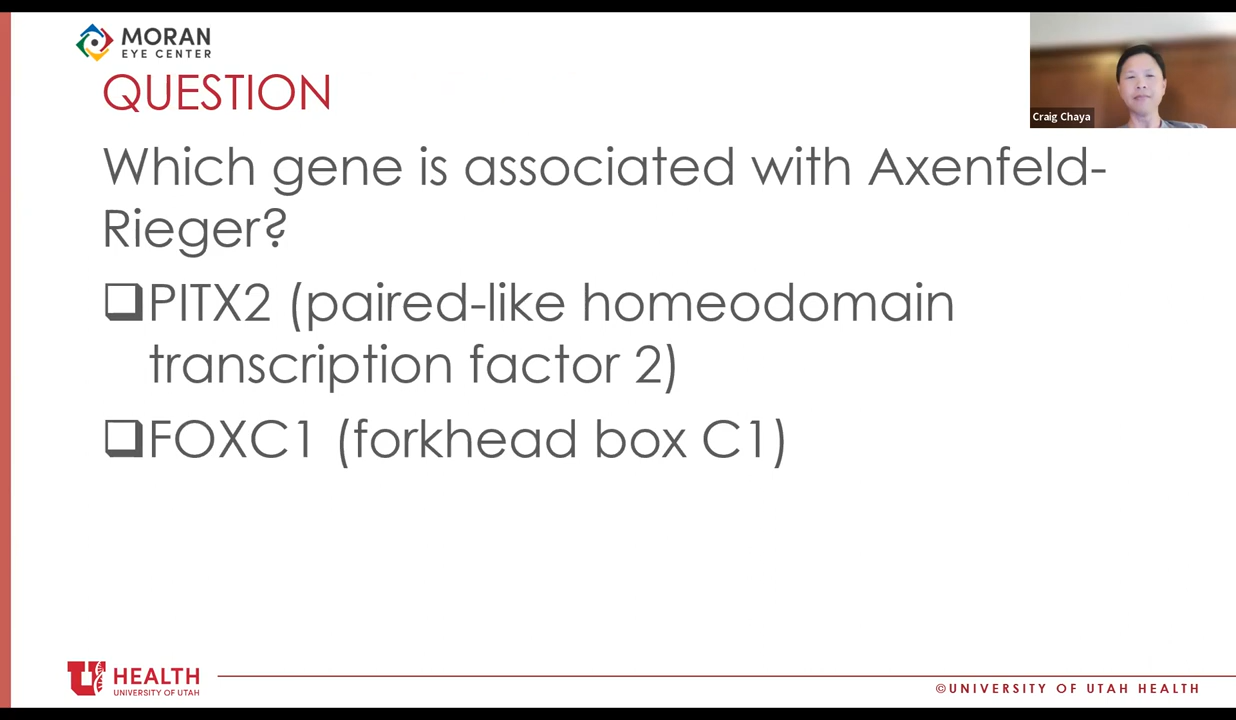 MORAN
EYE CENTER
QUESTION
Craig Chaya
Which gene is associated with Axenfeld-
Rieger?
❑PITX2 (paired-like homeodomain
transcription factor 2)
❑FOXC1 (forkhead box C1)
U HEALTH
UNIVERSITY OF UTAH
©UNIVERSITY OF UTAH HEALTH